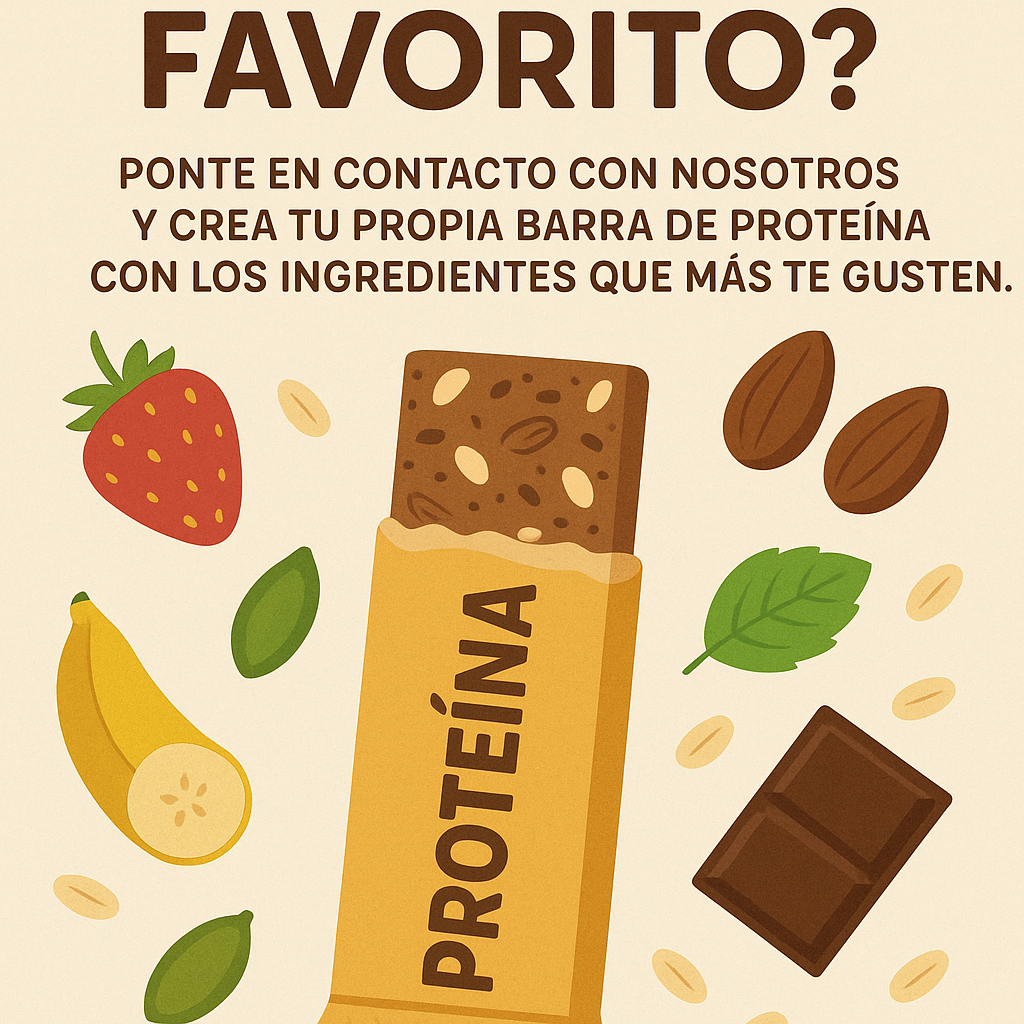 FAVORITO?
PONTE EN CONTACTO CON NOSOTROS
Y CREA TU PROPIA BARRA DE PROTEÍNA
CON LOS INGREDIENTES QUE MÁS TE GUSTEN.
PROTEÍNA